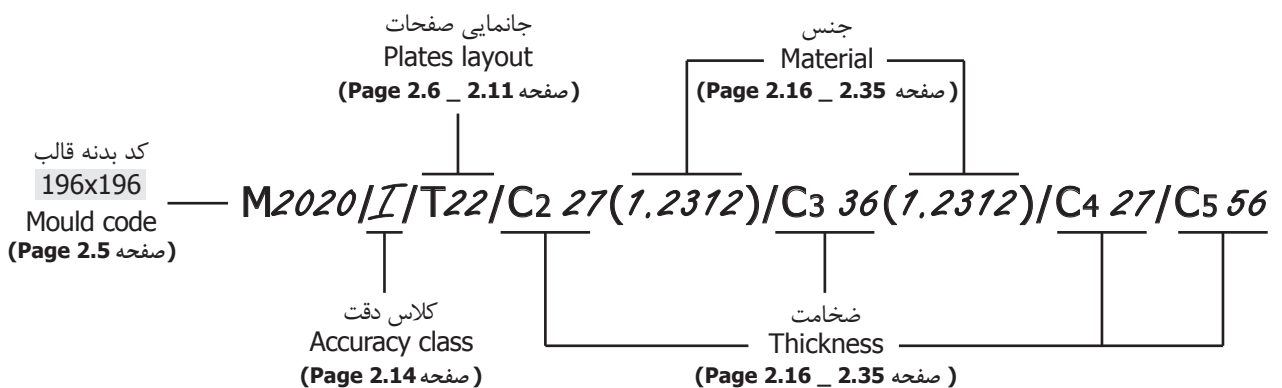 جانمایی صفحات
Plates layout
(Page 2.6 _ 2.11 صفحه)
جنس
Material
(Page 2.16 _ 2.35 صفحه)
کد بدنه قالب
196x196
Mould code
(Page 2.5 صفحه)
M2020/I/T22/C2 27(1.2312)/C3 36(1.2312)/C4 27/C5 56
کلاس دقت
Accuracy class
(Page 2.14 صفحه)
ضخامت
Thickness
(Page 2.16 _ 2.35 صفحه)